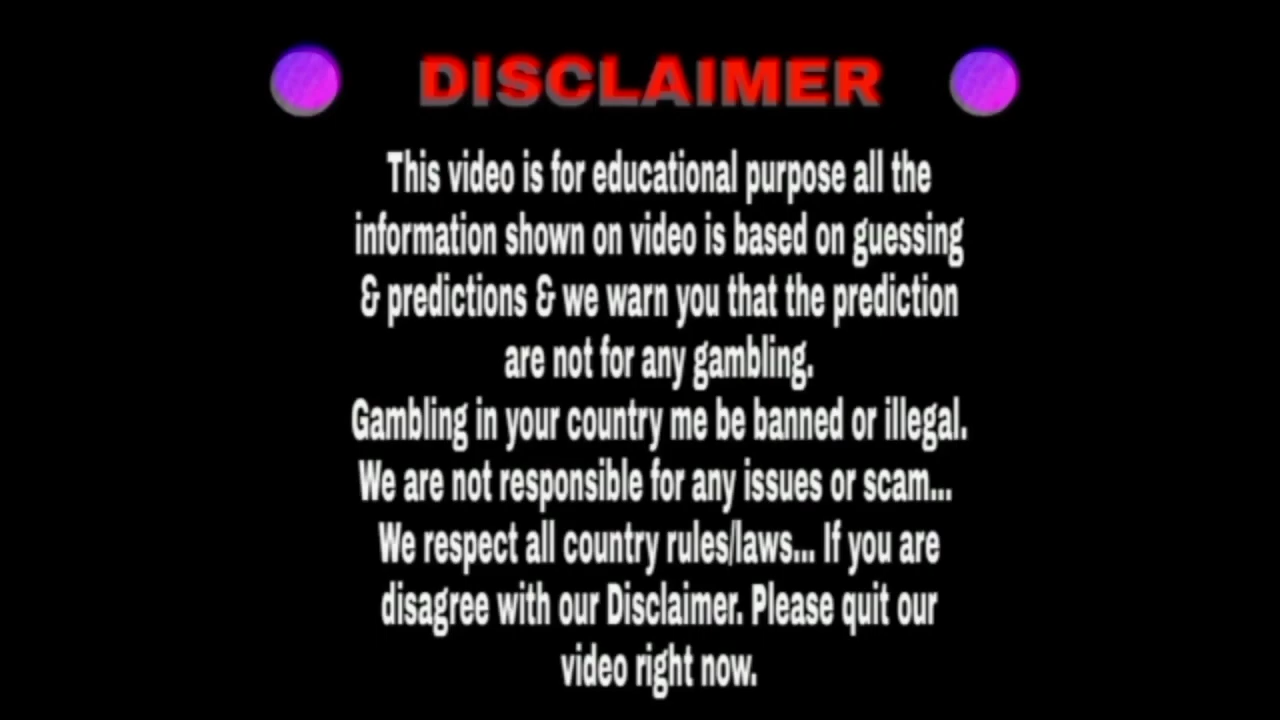 DISCLAIMER
This video is for educational purpose all the
information shown on video is based on guessing
& predictions & we warn you that the prediction
are not for any gambling.
Gambling in your country me be banned or illegal.
We are not responsible for any issues or scam...
We respect all country rules/laws... If you are
disagree with our Disclaimer. Please quit our
video right now.